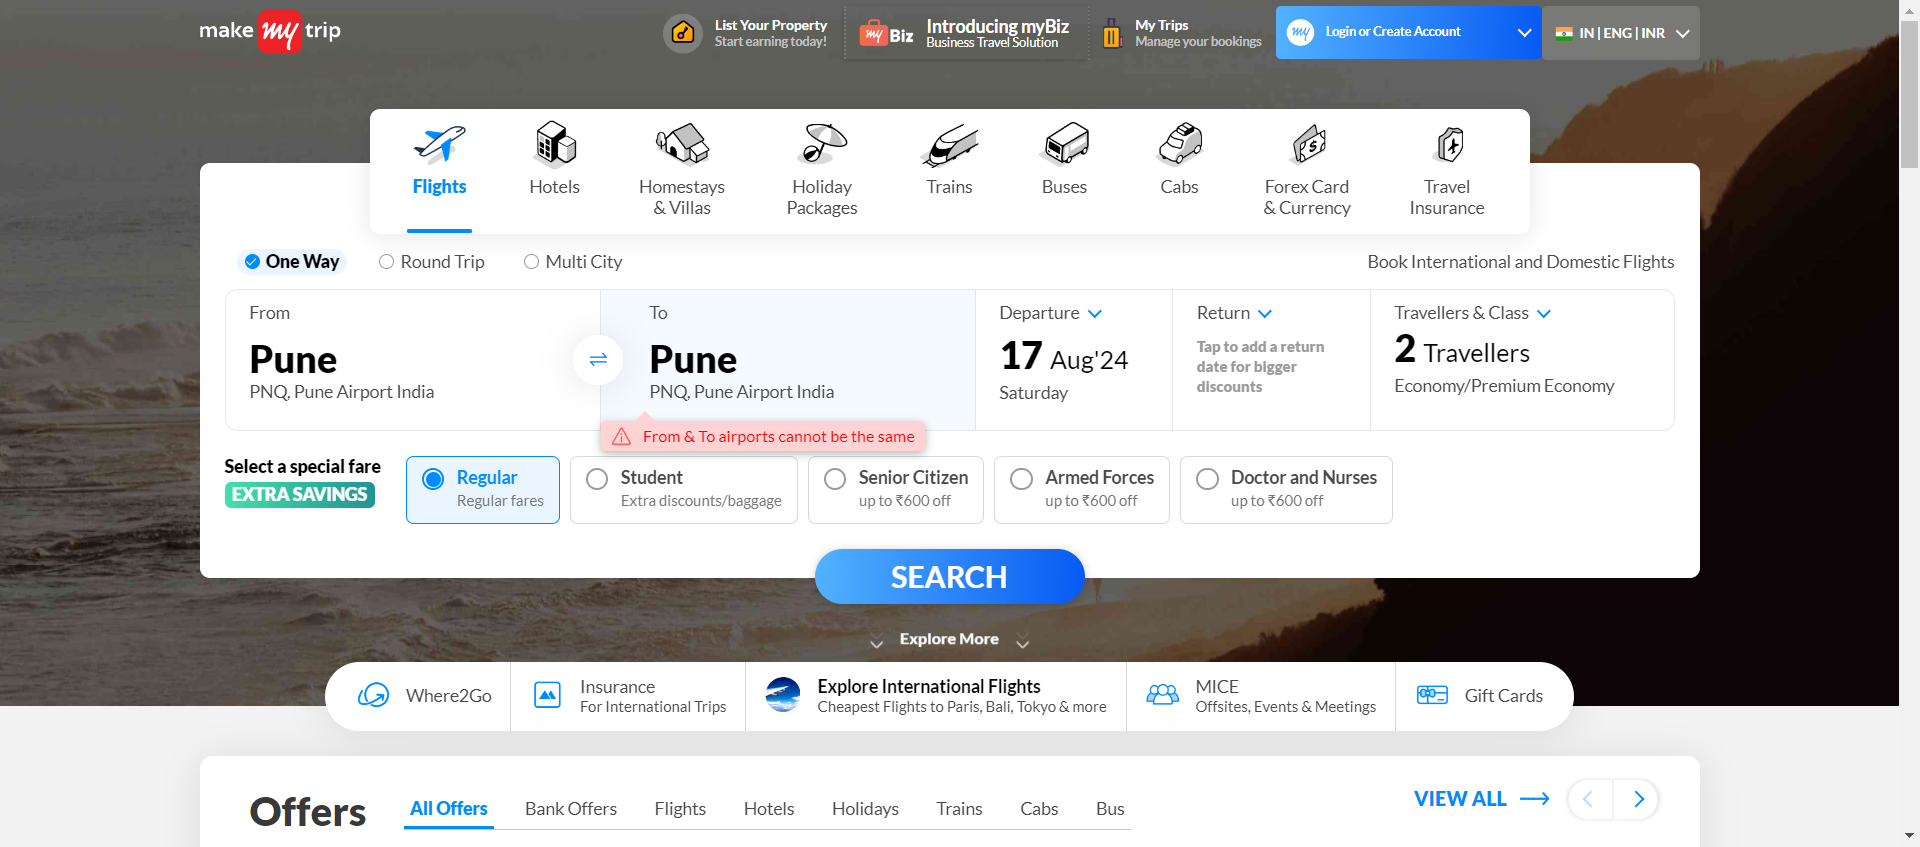 make my trip
List Your Property
Start earning today!
my Biz
Introducing myBiz
Business Travel Solution
My Trips
Manage your bookings
my
Login or Create Account
IN | ENG | INR
Flights
Hotels
Homestays
& Villas
Holiday
Packages
Trains
Buses
Cabs
Forex Card
& Currency
Travel
Insurance
One Way
Round Trip
Multi City
Book International and Domestic Flights
From
Pune
PNQ, Pune Airport India
To
Pune
PNQ, Pune Airport India
From & To airports cannot be the same
Departure
17 Aug'24
Saturday
Return
Tap to add a return
date for bigger
discounts
Travellers & Class
2 Travellers
Economy/Premium Economy
Select a special fare
EXTRA SAVINGS
Regular
Regular fares
Student
Extra discounts/baggage
Senior Citizen
up to ₹600 off
Armed Forces
up to ₹600 off
Doctor and Nurses
up to ₹600 off
SEARCH
Explore More
Where2Go
Insurance
For International Trips
Explore International Flights
Cheapest Flights to Paris, Bali, Tokyo & more
MICE
Offsites, Events & Meetings
Gift Cards
Offers
All Offers
Bank Offers
Flights
Hotels
Holidays
Trains
Cabs
Bus
VIEW ALL